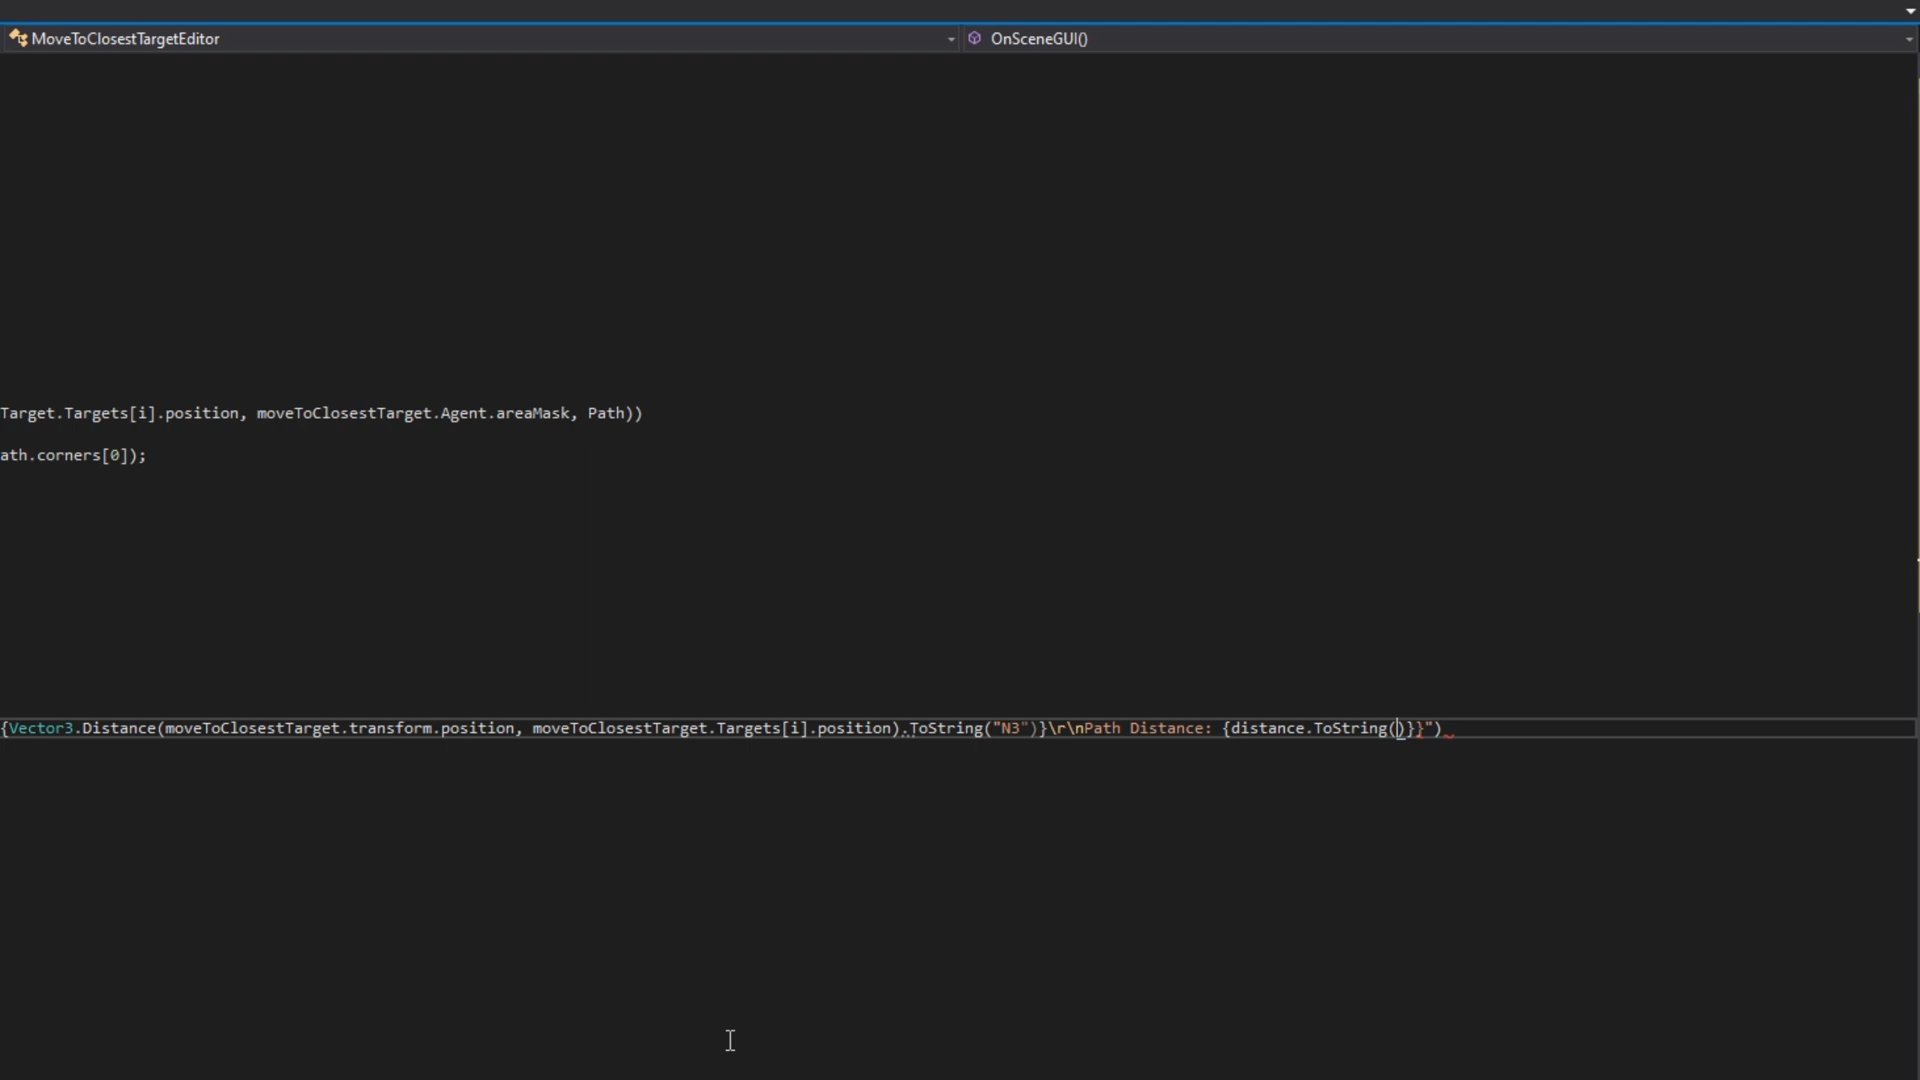 MoveToClosestTargetEditor
OnSceneGUI()
Target.Targets[i].position, moveToClosestTarget.Agent.areaMask, Path))
ath.corners[0]);
{Vector3.Distance(moveToClosestTarget.transform.position, moveToClosestTarget.Targets[i].position).ToString("N3")}\r\nPath Distance: {distance.ToString()}}")